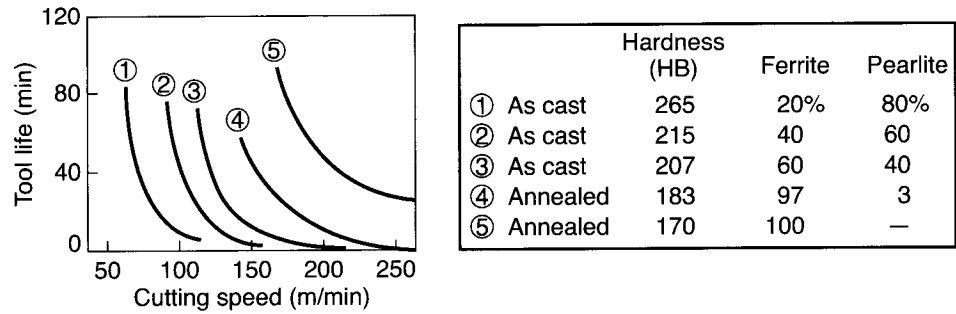 120
80
40
0
Tool life (min)
① ② ③ ④ ⑤
50 100 150 200 250
Cutting speed (m/min)
Hardness
(HB) Ferrite Pearlite
① As cast 265 20% 80%
② As cast 215 40 60
③ As cast 207 60 40
④ Annealed 183 97 3
⑤ Annealed 170 100 —